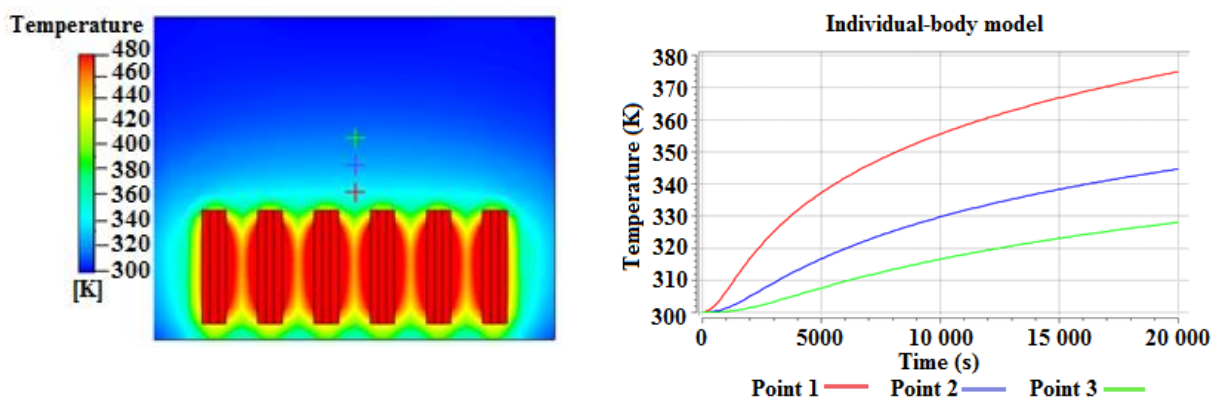 Temperature
480
460
440
420
400
380
360
340
320
300
[K]
Individual-body model
Temperature (K)
380
370
360
350
340
330
320
310
300
0 5000 10 000 15 000 20 000
Time (s)
Point 1 Point 2 Point 3